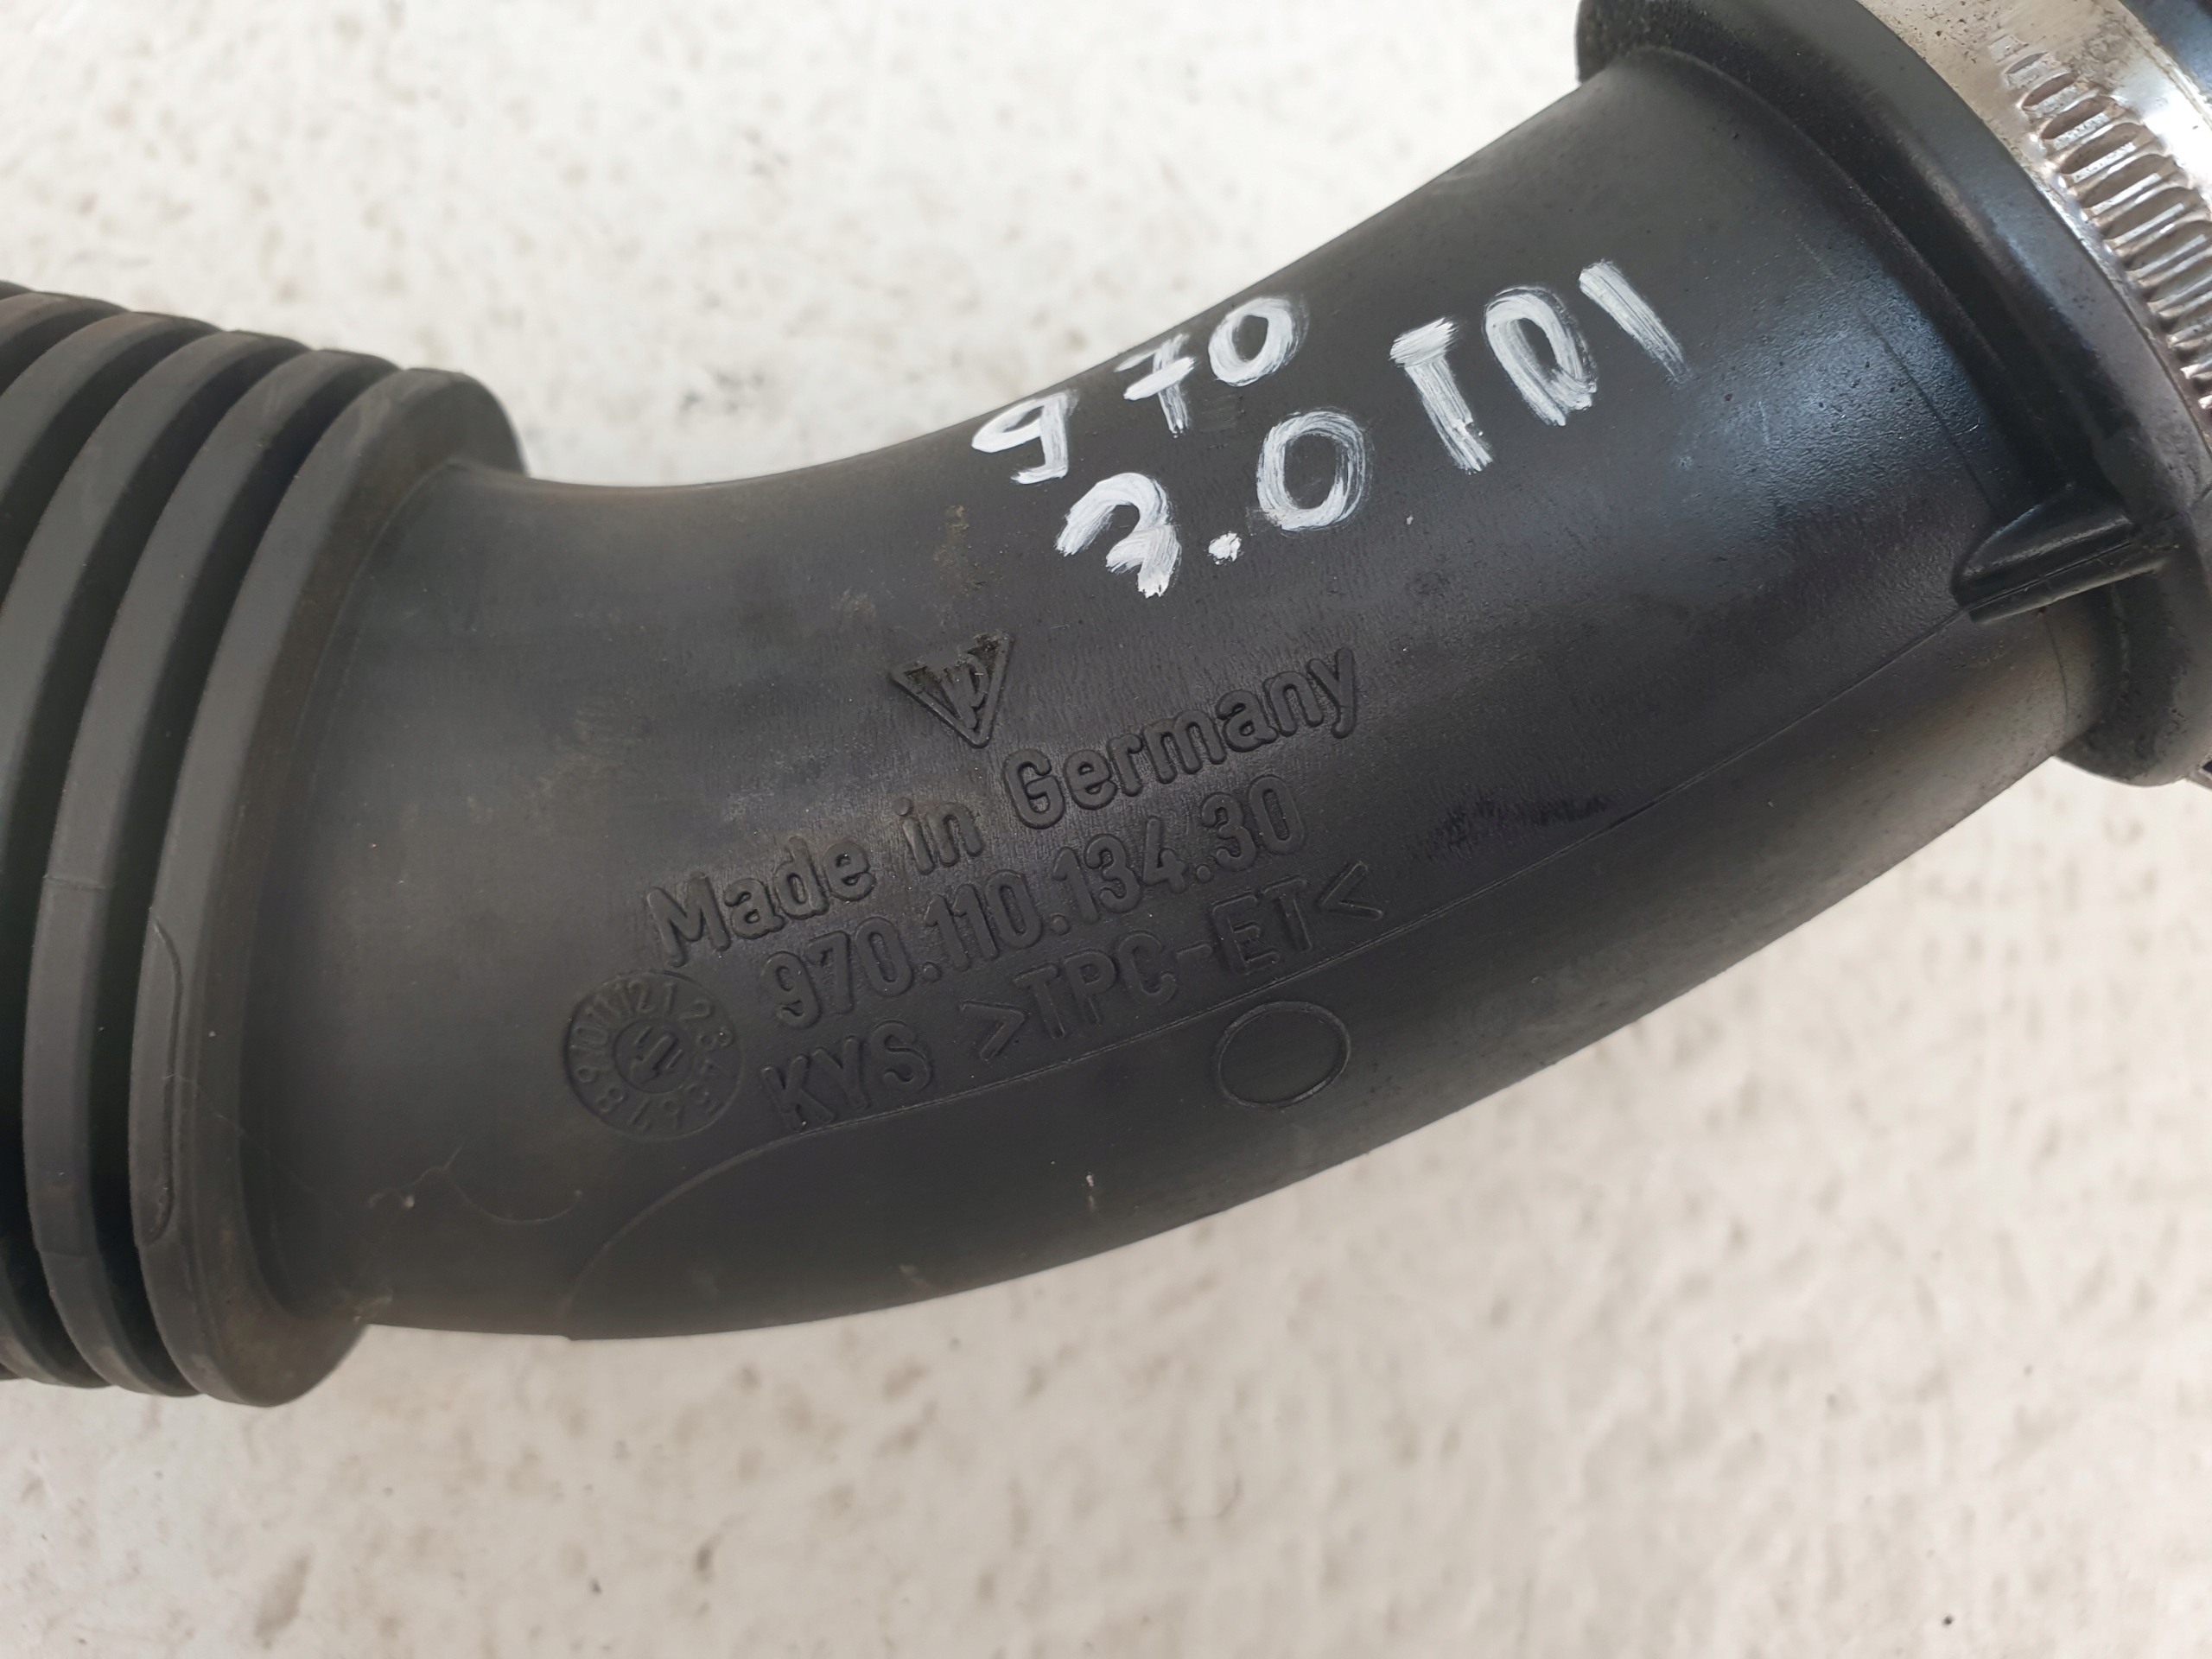 970
3.0 TDI
Made in Germany
970.110.134.30
KYS >TPC-ET<